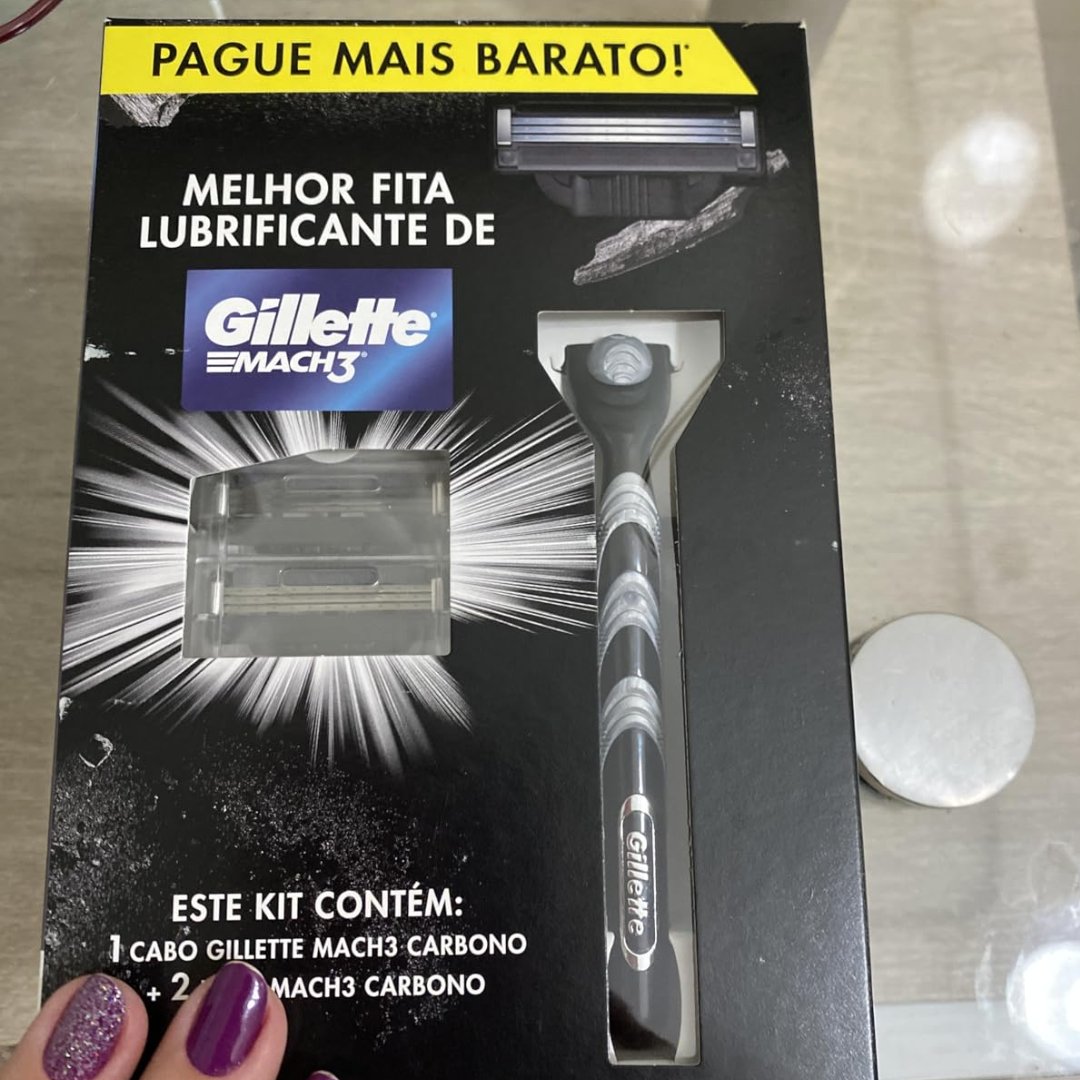 PAGUE MAIS BARATO!*
MELHOR FITA
LUBRIFICANTE DE
Gillette®
MACH3®
Gillette
ESTE KIT CONTÉM:
1 CABO GILLETTE MACH3 CARBONO
+ 2 MACH3 CARBONO